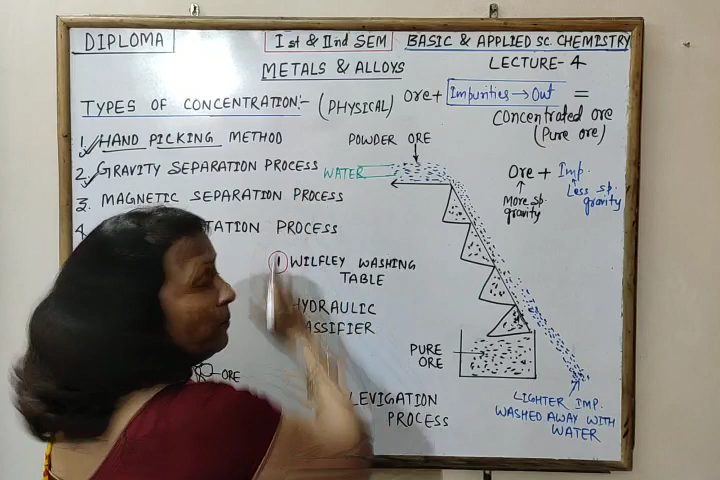 DIPLOMA
Ist & IInd SEM
BASIC & APPLIED SC. CHEMISTRY
METALS & ALLOYS
LECTURE-4
TYPES OF CONCENTRATION:- (PHYSICAL)
Ore + Impurities → Out =
Concentrated ore
(Pure ore)
1. HAND PICKING METHOD
2. GRAVITY SEPARATION PROCESS
3. MAGNETIC SEPARATION PROCESS
4. TATION PROCESS
POWDER ORE
WATER
Ore + Imp.
More sp. gravity
Less sp. gravity
1 WILFLEY WASHING
TABLE
HYDRAULIC
ASSIFIER
ORE
LEVIGATION
PROCESS
PURE
ORE
LIGHTER IMP.
WASHED AWAY WITH
WATER